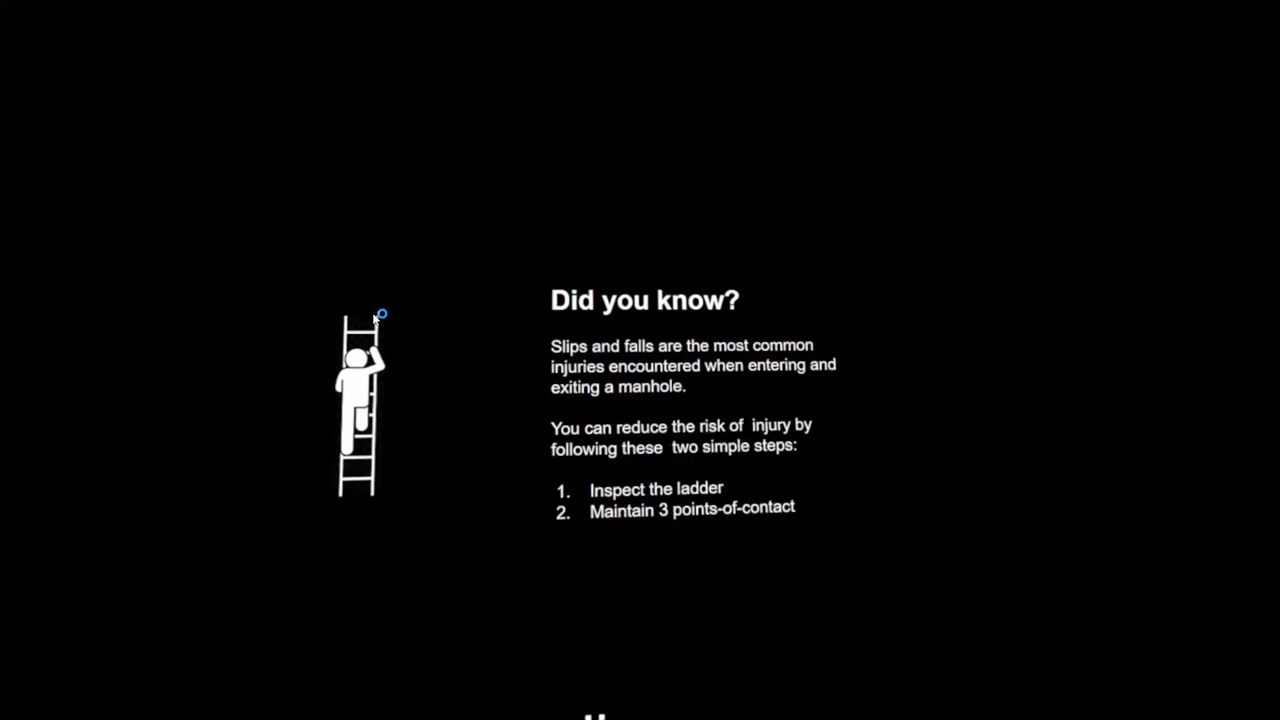 Did you know?
Slips and falls are the most common
injuries encountered when entering and
exiting a manhole.
You can reduce the risk of injury by
following these two simple steps:
1. Inspect the ladder
2. Maintain 3 points-of-contact